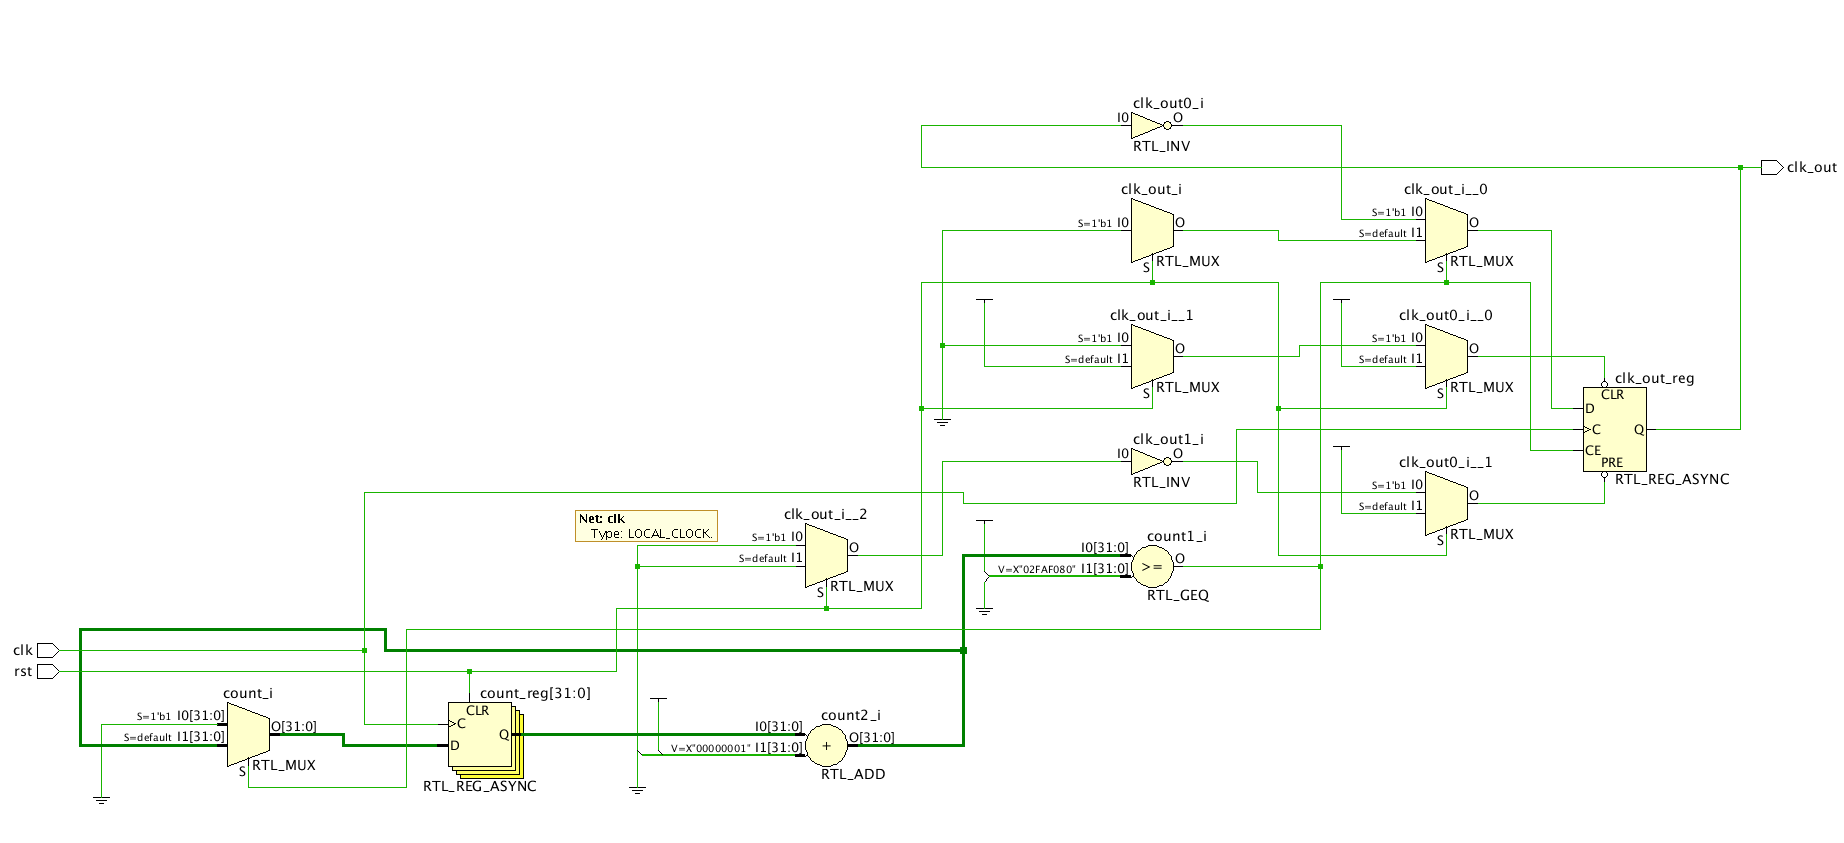 clk_out0_i
I0 O
RTL_INV
clk_out
clk_out_i
S=1'b1 I0 O
S
RTL_MUX
clk_out_i__0
S=1'b1 I0 O
S=default I1
S
RTL_MUX
clk_out_i__1
S=1'b1 I0 O
S=default I1
S
RTL_MUX
clk_out0_i__0
S=1'b1 I0 O
S=default I1
S
RTL_MUX
clk_out_reg
CLR
D
C Q
CE
PRE
RTL_REG_ASYNC
clk_out1_i
I0 O
RTL_INV
clk_out0_i__1
S=1'b1 I0 O
S=default I1
S
RTL_MUX
Net: clk
Type: LOCAL_CLOCK.
clk_out_i__2
S=1'b1 I0 O
S=default I1
S
RTL_MUX
count1_i
I0[31:0] O
V=X"02FAF080" I1[31:0]
>=
RTL_GEQ
clk
rst
count_i
S=1'b1 I0[31:0] O[31:0]
S=default I1[31:0]
S
RTL_MUX
count_reg[31:0]
CLR
C
D Q
RTL_REG_ASYNC
count2_i
I0[31:0] O[31:0]
V=X"00000001" I1[31:0]
+
RTL_ADD